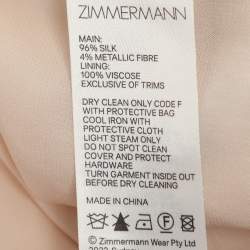 ZIMMERMANN
MAIN:
96% SILK
4% METALLIC FIBRE
LINING:
100% VISCOSE
EXCLUSIVE OF TRIMS
DRY CLEAN ONLY CODE F
WITH PROTECTIVE BAG
COOL IRON WITH
PROTECTIVE CLOTH
LIGHT STEAM ONLY
DO NOT SPOT CLEAN
COVER AND PROTECT
HARDWARE
TURN GARMENT INSIDE OUT
BEFORE DRY CLEANING
MADE IN CHINA
© Zimmermann Wear Pty Ltd